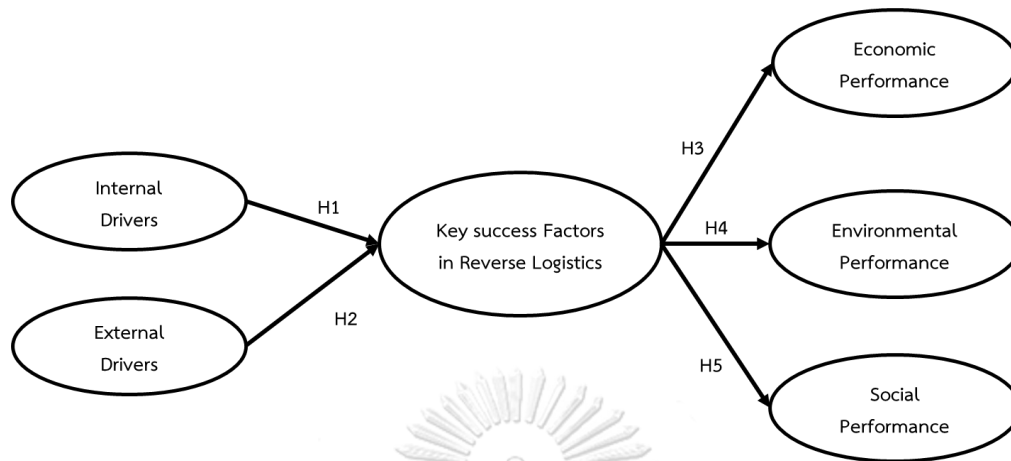 Internal
Drivers
External
Drivers
H1
H2
Key success Factors
in Reverse Logistics
H3
H4
H5
Economic
Performance
Environmental
Performance
Social
Performance